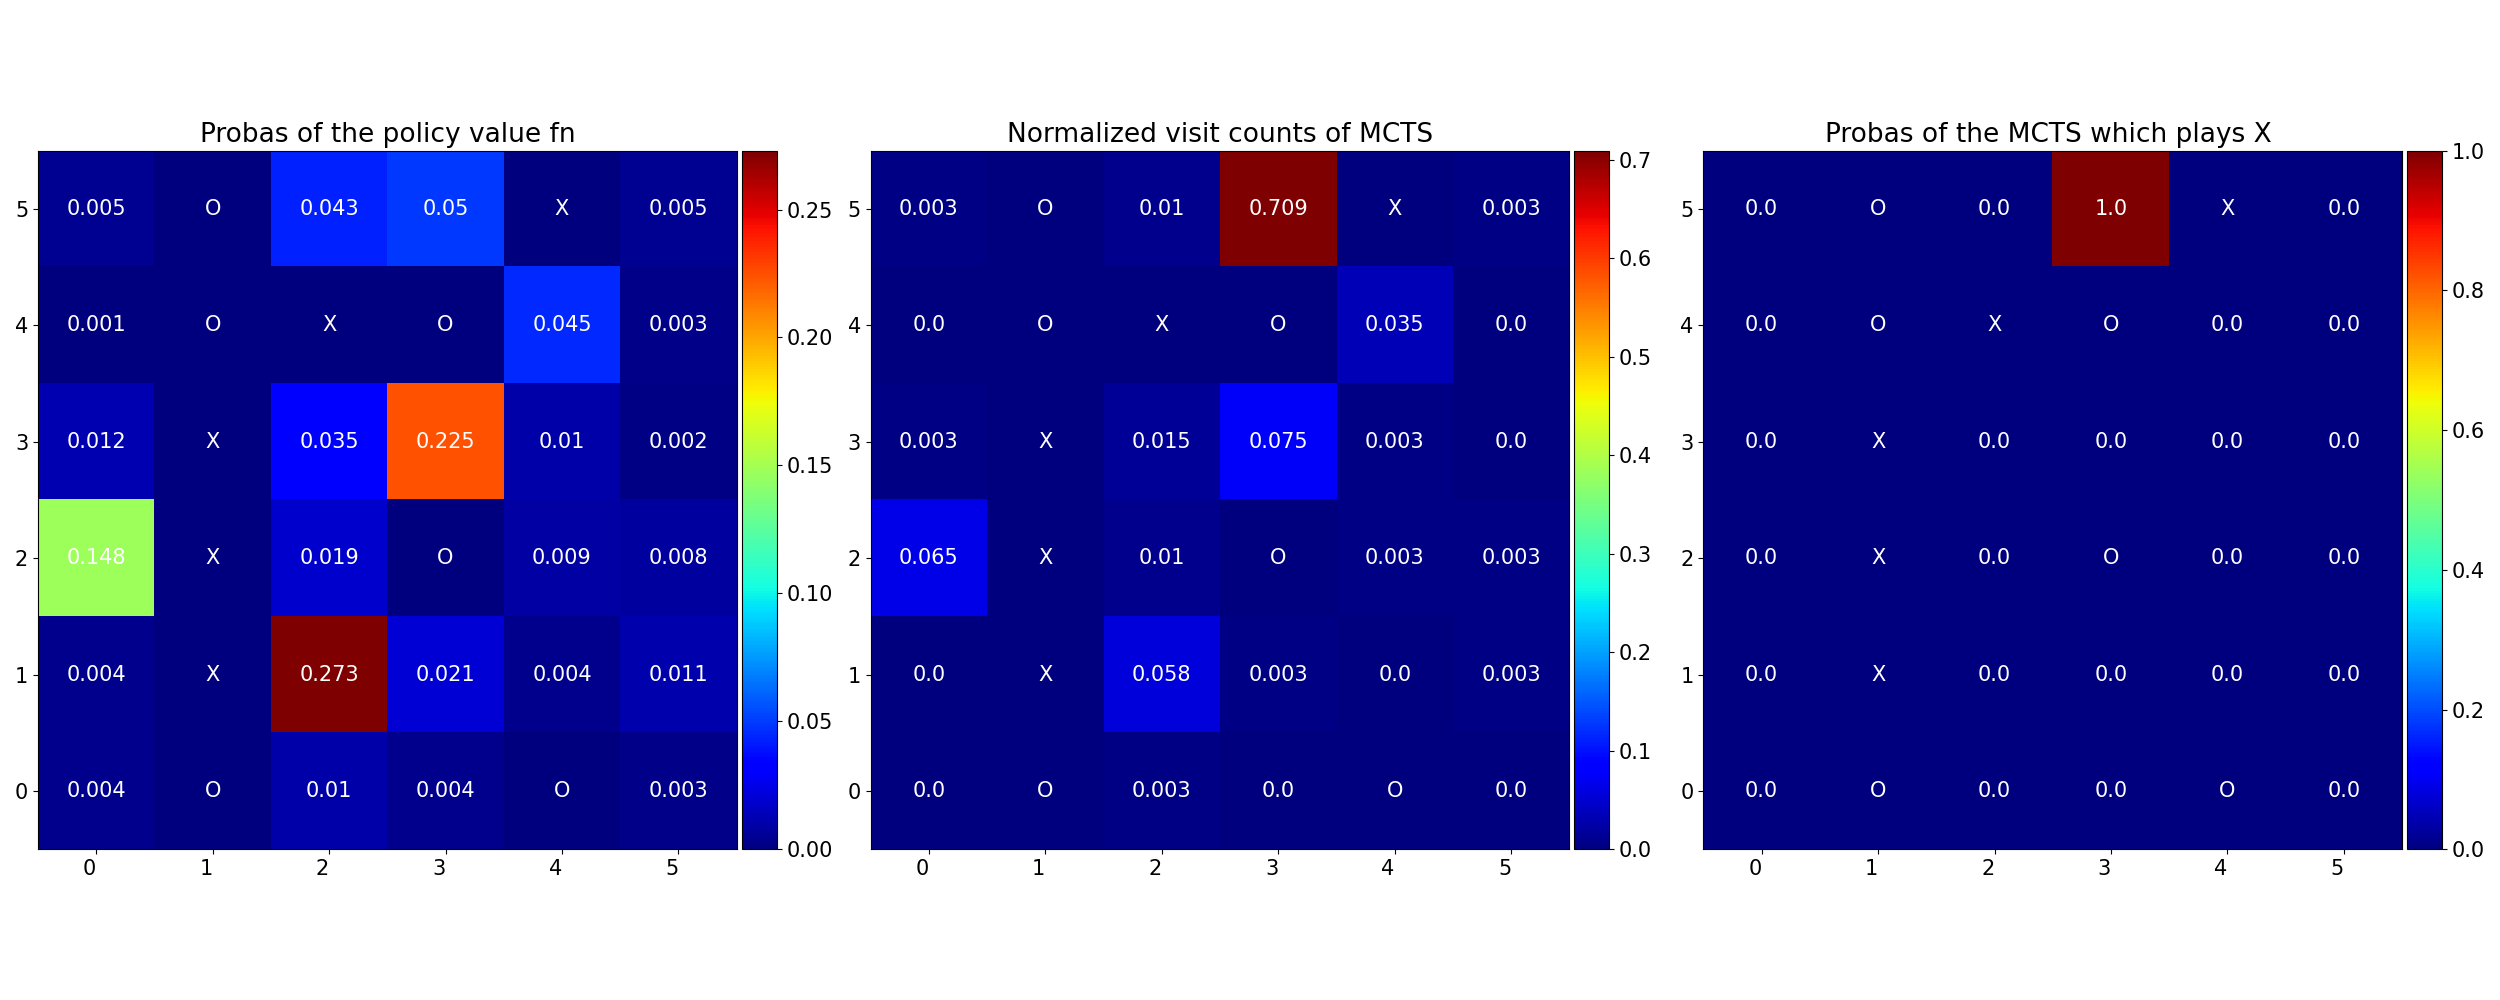 Probas of the policy value fn
5 0.005 O 0.043 0.05 X 0.005
4 0.001 O X O 0.045 0.003
3 0.012 X 0.035 0.225 0.01 0.002
2 0.148 X 0.019 O 0.009 0.008
1 0.004 X 0.273 0.021 0.004 0.011
0 0.004 O 0.01 0.004 O 0.003
0 1 2 3 4 5
0.25
0.20
0.15
0.10
0.05
0.00
Normalized visit counts of MCTS
5 0.003 O 0.01 0.709 X 0.003
4 0.0 O X O 0.035 0.0
3 0.003 X 0.015 0.075 0.003 0.0
2 0.065 X 0.01 O 0.003 0.003
1 0.0 X 0.058 0.003 0.0 0.003
0 0.0 O 0.003 0.0 O 0.0
0 1 2 3 4 5
0.7
0.6
0.5
0.4
0.3
0.2
0.1
0.0
Probas of the MCTS which plays X
5 0.0 O 0.0 1.0 X 0.0
4 0.0 O X O 0.0 0.0
3 0.0 X 0.0 0.0 0.0 0.0
2 0.0 X 0.0 O 0.0 0.0
1 0.0 X 0.0 0.0 0.0 0.0
0 0.0 O 0.0 0.0 O 0.0
0 1 2 3 4 5
1.0
0.8
0.6
0.4
0.2
0.0